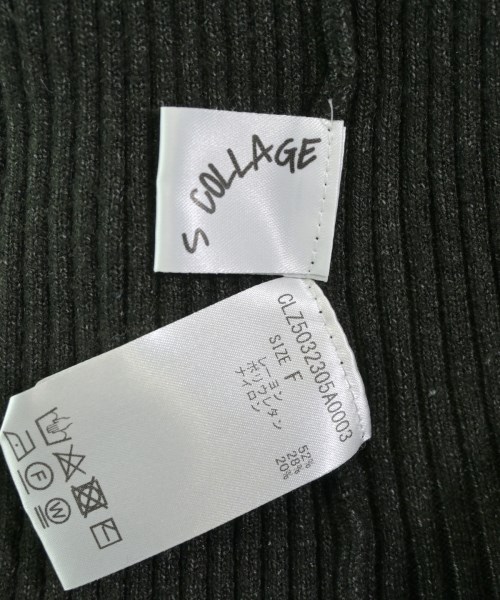 S COLLAGE
CLZ5032305A0003
SIZE F
レーヨン 52%
ポリウレタン 28%
ナイロン 20%
F
W